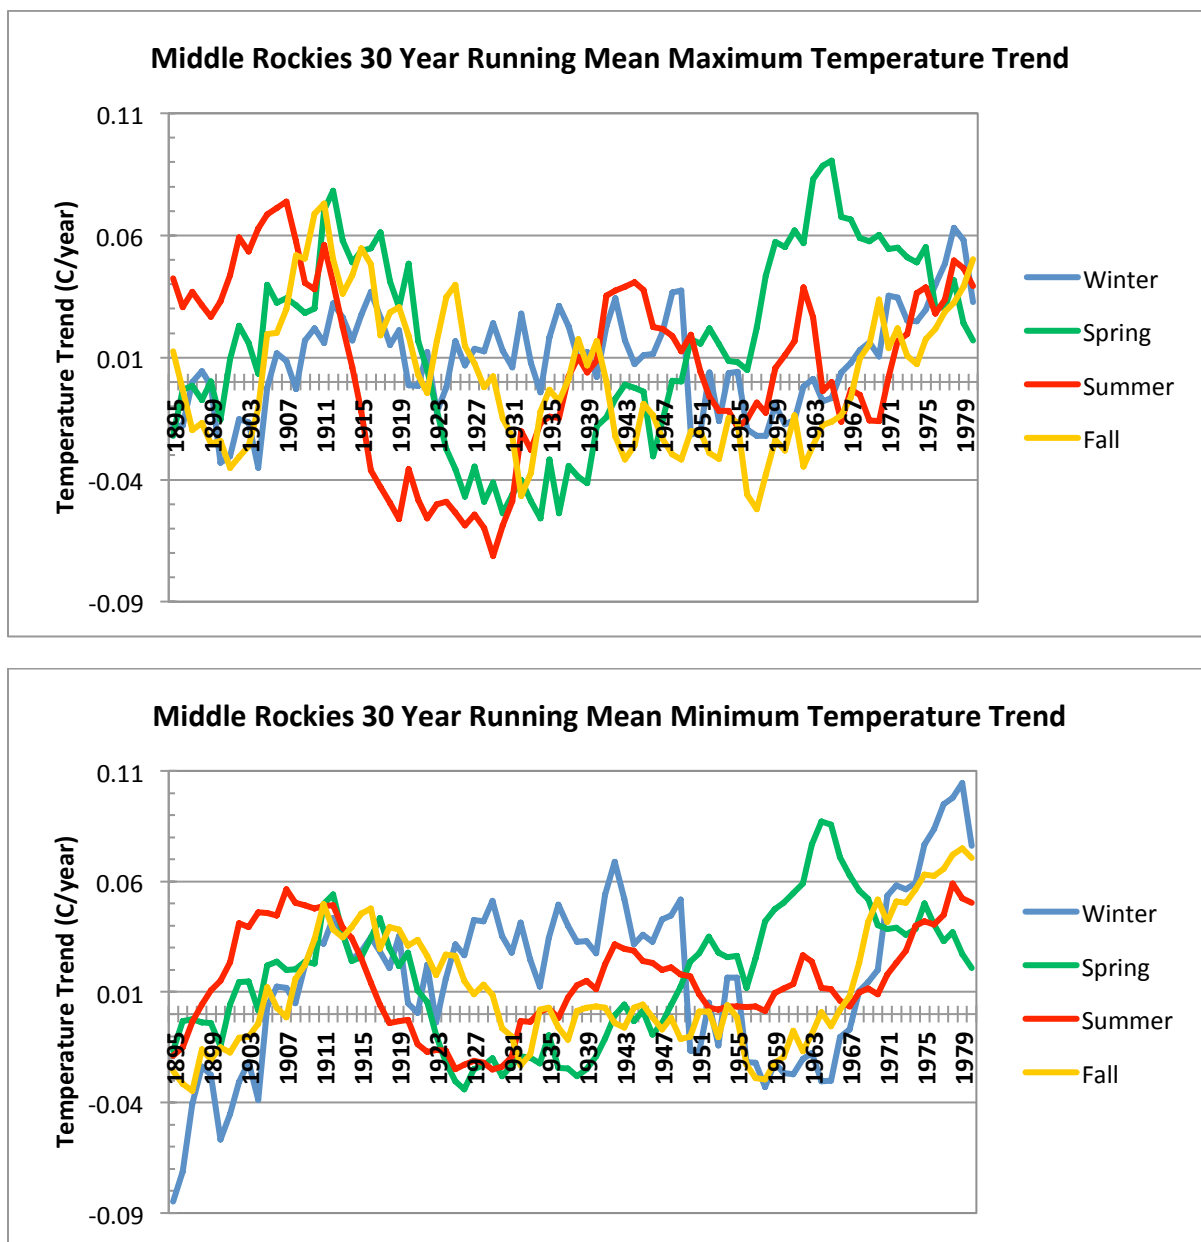 Middle Rockies 30 Year Running Mean Maximum Temperature Trend
Temperature Trend (C/year)
0.11
0.06
0.01
-0.04
-0.09
1895 1899 1903 1907 1911 1915 1919 1923 1927 1931 1935 1939 1943 1947 1951 1955 1959 1963 1967 1971 1975 1979
Winter
Spring
Summer
Fall
Middle Rockies 30 Year Running Mean Minimum Temperature Trend
Temperature Trend (C/year)
0.11
0.06
0.01
-0.04
-0.09
1895 1899 1903 1907 1911 1915 1919 1923 1927 1931 1935 1939 1943 1947 1951 1955 1959 1963 1967 1971 1975 1979
Winter
Spring
Summer
Fall